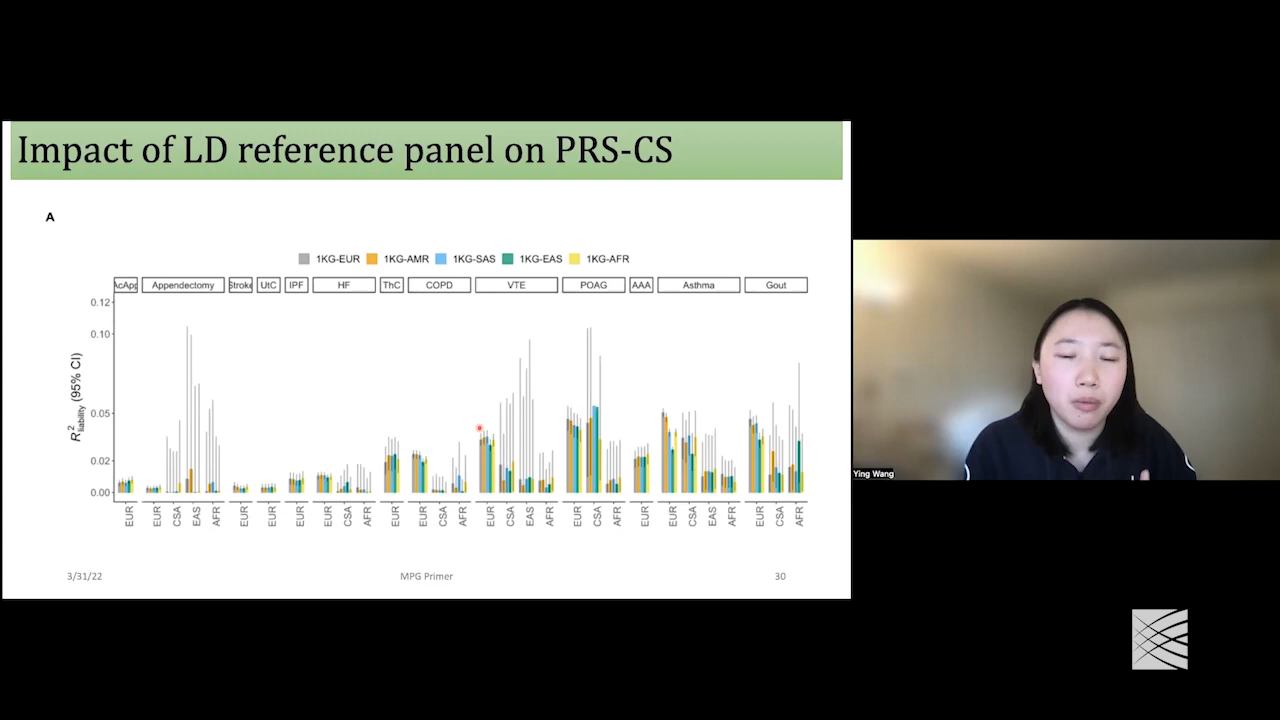 Impact of LD reference panel on PRS-CS
A
1KG-EUR 1KG-AMR 1KG-SAS 1KG-EAS 1KG-AFR
AcApp Appendectomy Stroke UtC IPF HF ThC COPD VTE POAG AAA Asthma Gout
0.12
0.10
0.05
0.02
0.00
R² liability (95% CI)
EUR EUR CSA EAS AFR EUR EUR EUR EUR CSA AFR EUR EUR CSA AFR EUR CSA EAS AFR EUR CSA AFR EUR EUR CSA EAS AFR EUR CSA AFR
3/31/22 MPG Primer 30
Ying Wang